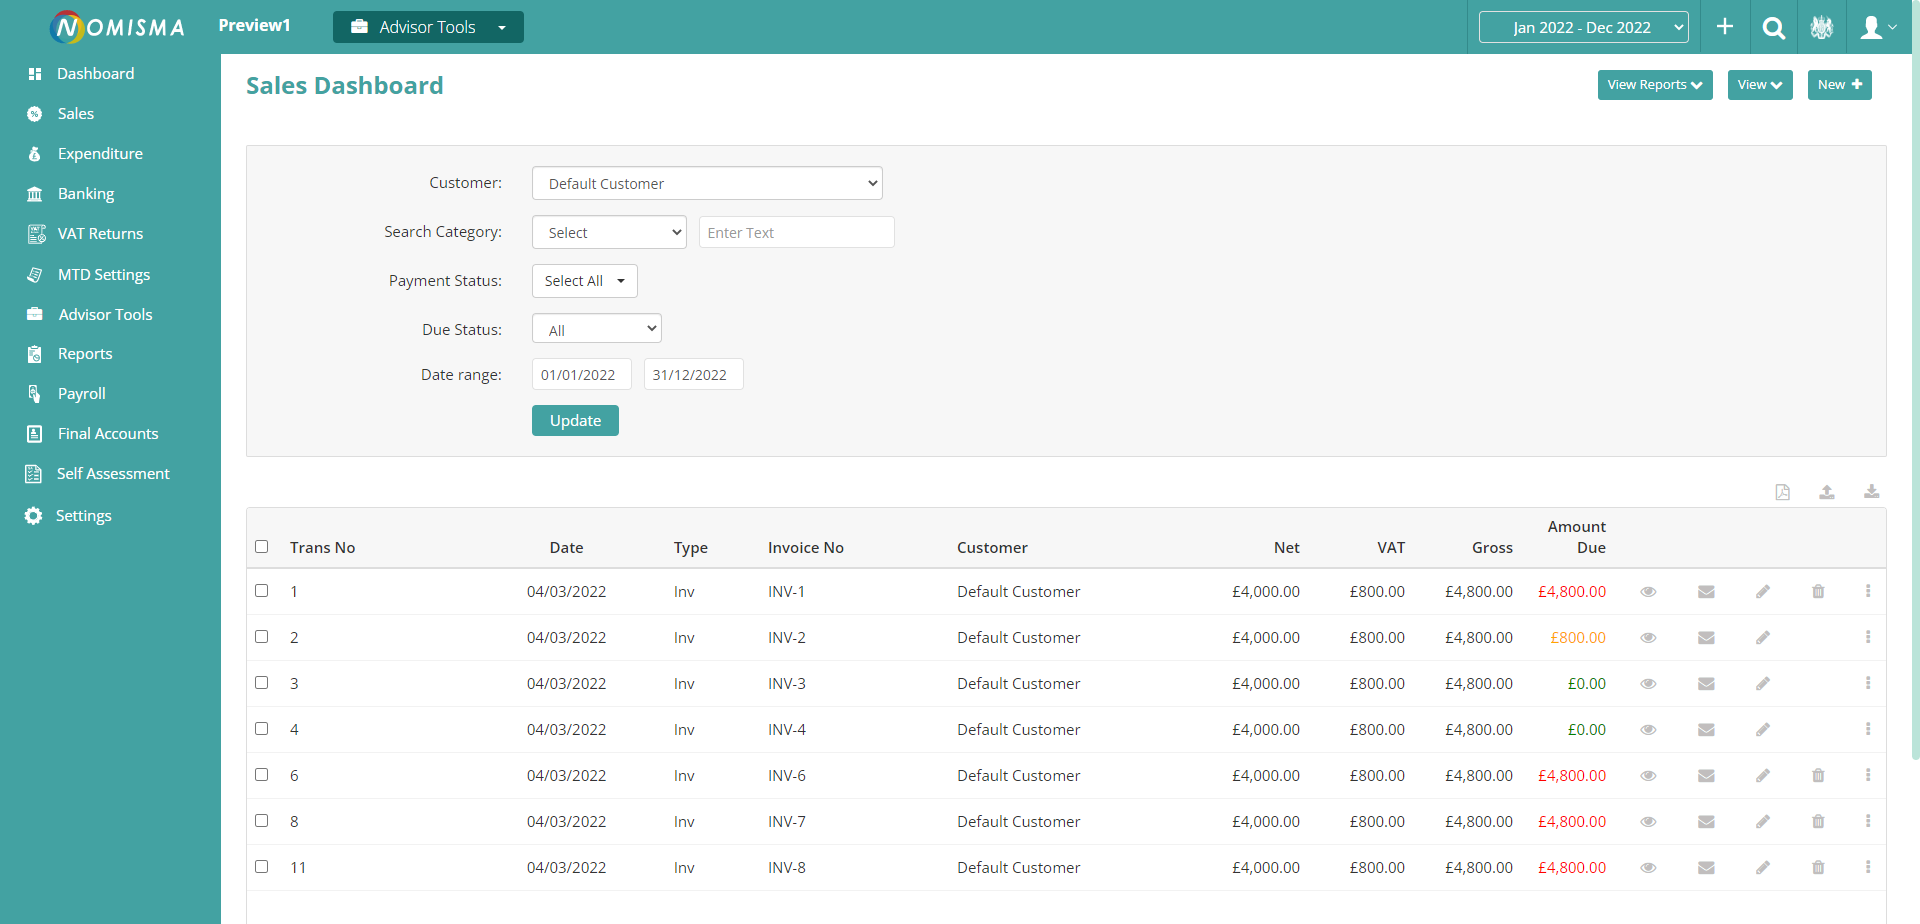 NOMISMA
Preview1
Advisor Tools
Jan 2022 - Dec 2022
Dashboard
Sales
Expenditure
Banking
VAT Returns
MTD Settings
Advisor Tools
Reports
Payroll
Final Accounts
Self Assessment
Settings
Sales Dashboard
View Reports
View
New
Customer: Default Customer
Search Category: Select Enter Text
Payment Status: Select All
Due Status: All
Date range: 01/01/2022 31/12/2022
Update
Trans No Date Type Invoice No Customer Net VAT Gross Amount Due
1 04/03/2022 Inv INV-1 Default Customer £4,000.00 £800.00 £4,800.00 £4,800.00
2 04/03/2022 Inv INV-2 Default Customer £4,000.00 £800.00 £4,800.00 £800.00
3 04/03/2022 Inv INV-3 Default Customer £4,000.00 £800.00 £4,800.00 £0.00
4 04/03/2022 Inv INV-4 Default Customer £4,000.00 £800.00 £4,800.00 £0.00
6 04/03/2022 Inv INV-6 Default Customer £4,000.00 £800.00 £4,800.00 £4,800.00
8 04/03/2022 Inv INV-7 Default Customer £4,000.00 £800.00 £4,800.00 £4,800.00
11 04/03/2022 Inv INV-8 Default Customer £4,000.00 £800.00 £4,800.00 £4,800.00